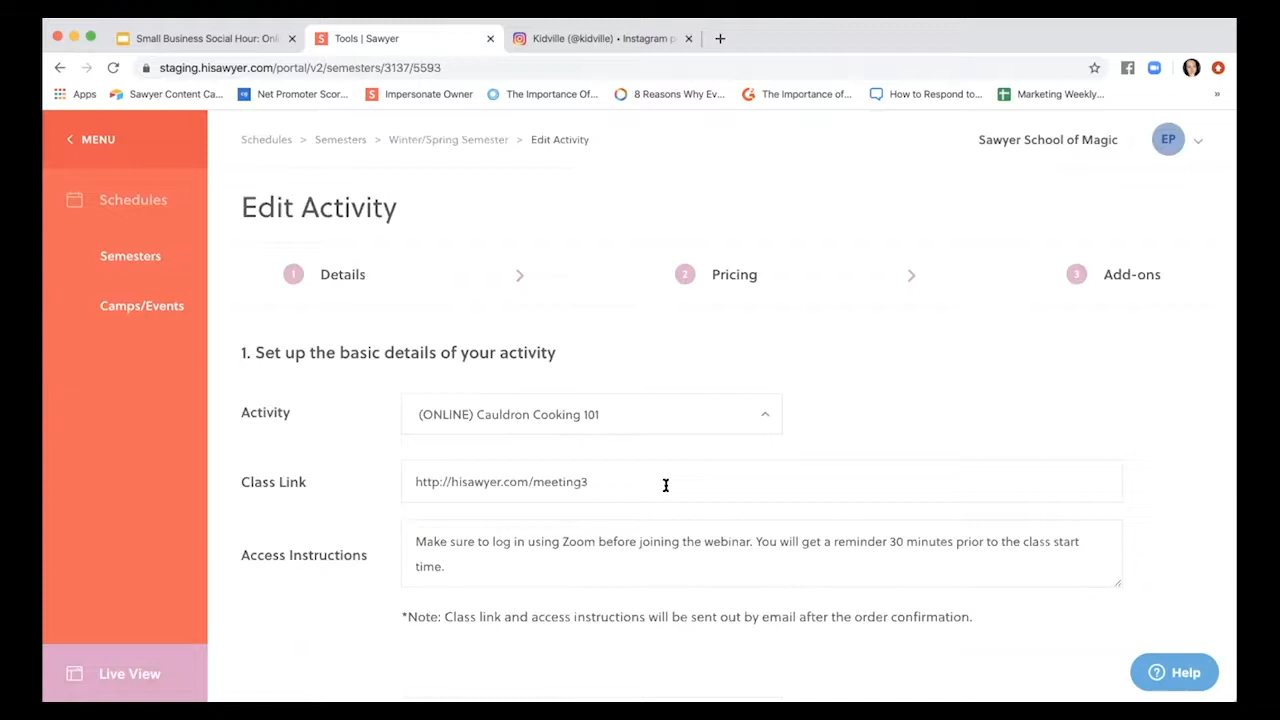 Small Business Social Hour: Onl
Tools | Sawyer
Kidville (@kidville) • Instagram p
staging.hisawyer.com/portal/v2/semesters/3137/5593
Apps
Sawyer Content Ca...
Net Promoter Scor...
Impersonate Owner
The Importance Of...
8 Reasons Why Ev...
The Importance of...
How to Respond to...
Marketing Weekly...
»
MENU
Schedules > Semesters > Winter/Spring Semester > Edit Activity
Sawyer School of Magic
EP
Schedules
Semesters
Camps/Events
Edit Activity
1 Details
2 Pricing
3 Add-ons
1. Set up the basic details of your activity
Activity
(ONLINE) Cauldron Cooking 101
Class Link
http://hisawyer.com/meeting3
Access Instructions
Make sure to log in using Zoom before joining the webinar. You will get a reminder 30 minutes prior to the class start
time.
*Note: Class link and access instructions will be sent out by email after the order confirmation.
Live View
? Help